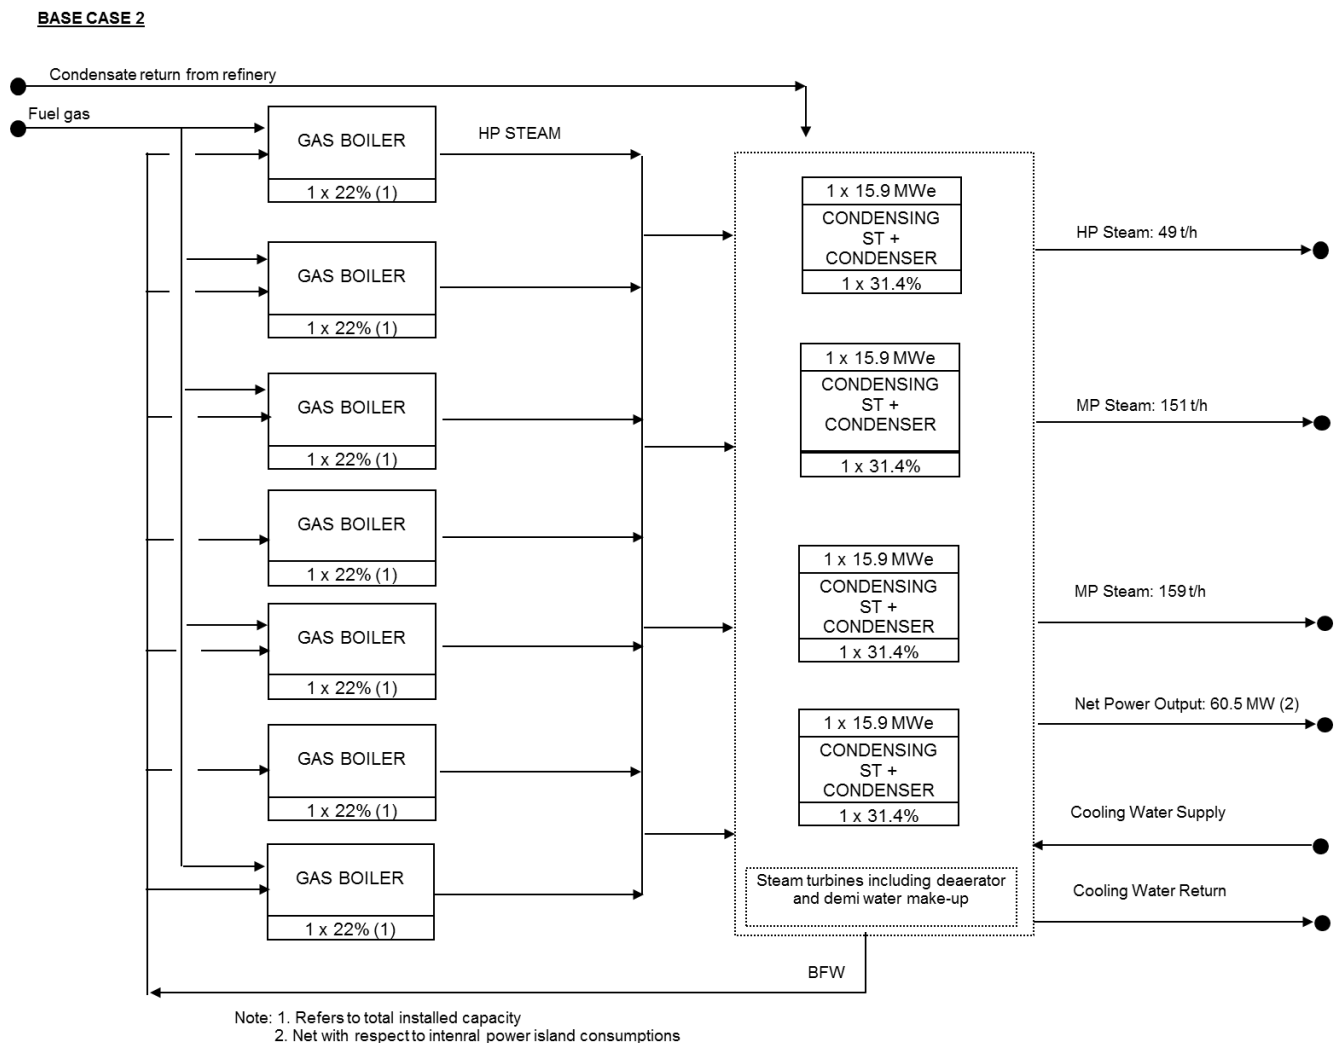 BASE CASE 2
Condensate return from refinery
Fuel gas
GAS BOILER
1 x 22% (1)
HP STEAM
GAS BOILER
1 x 22% (1)
GAS BOILER
1 x 22% (1)
GAS BOILER
1 x 22% (1)
GAS BOILER
1 x 22% (1)
GAS BOILER
1 x 22% (1)
GAS BOILER
1 x 22% (1)
1 x 15.9 MWe
CONDENSING
ST +
CONDENSER
1 x 31.4%
1 x 15.9 MWe
CONDENSING
ST +
CONDENSER
1 x 31.4%
1 x 15.9 MWe
CONDENSING
ST +
CONDENSER
1 x 31.4%
1 x 15.9 MWe
CONDENSING
ST +
CONDENSER
1 x 31.4%
Steam turbines including deaerator
and demi water make-up
HP Steam: 49 t/h
MP Steam: 151 t/h
MP Steam: 159 t/h
Net Power Output: 60.5 MW (2)
Cooling Water Supply
Cooling Water Return
BFW
Note: 1. Refers to total installed capacity
2. Net with respect to intenral power island consumptions